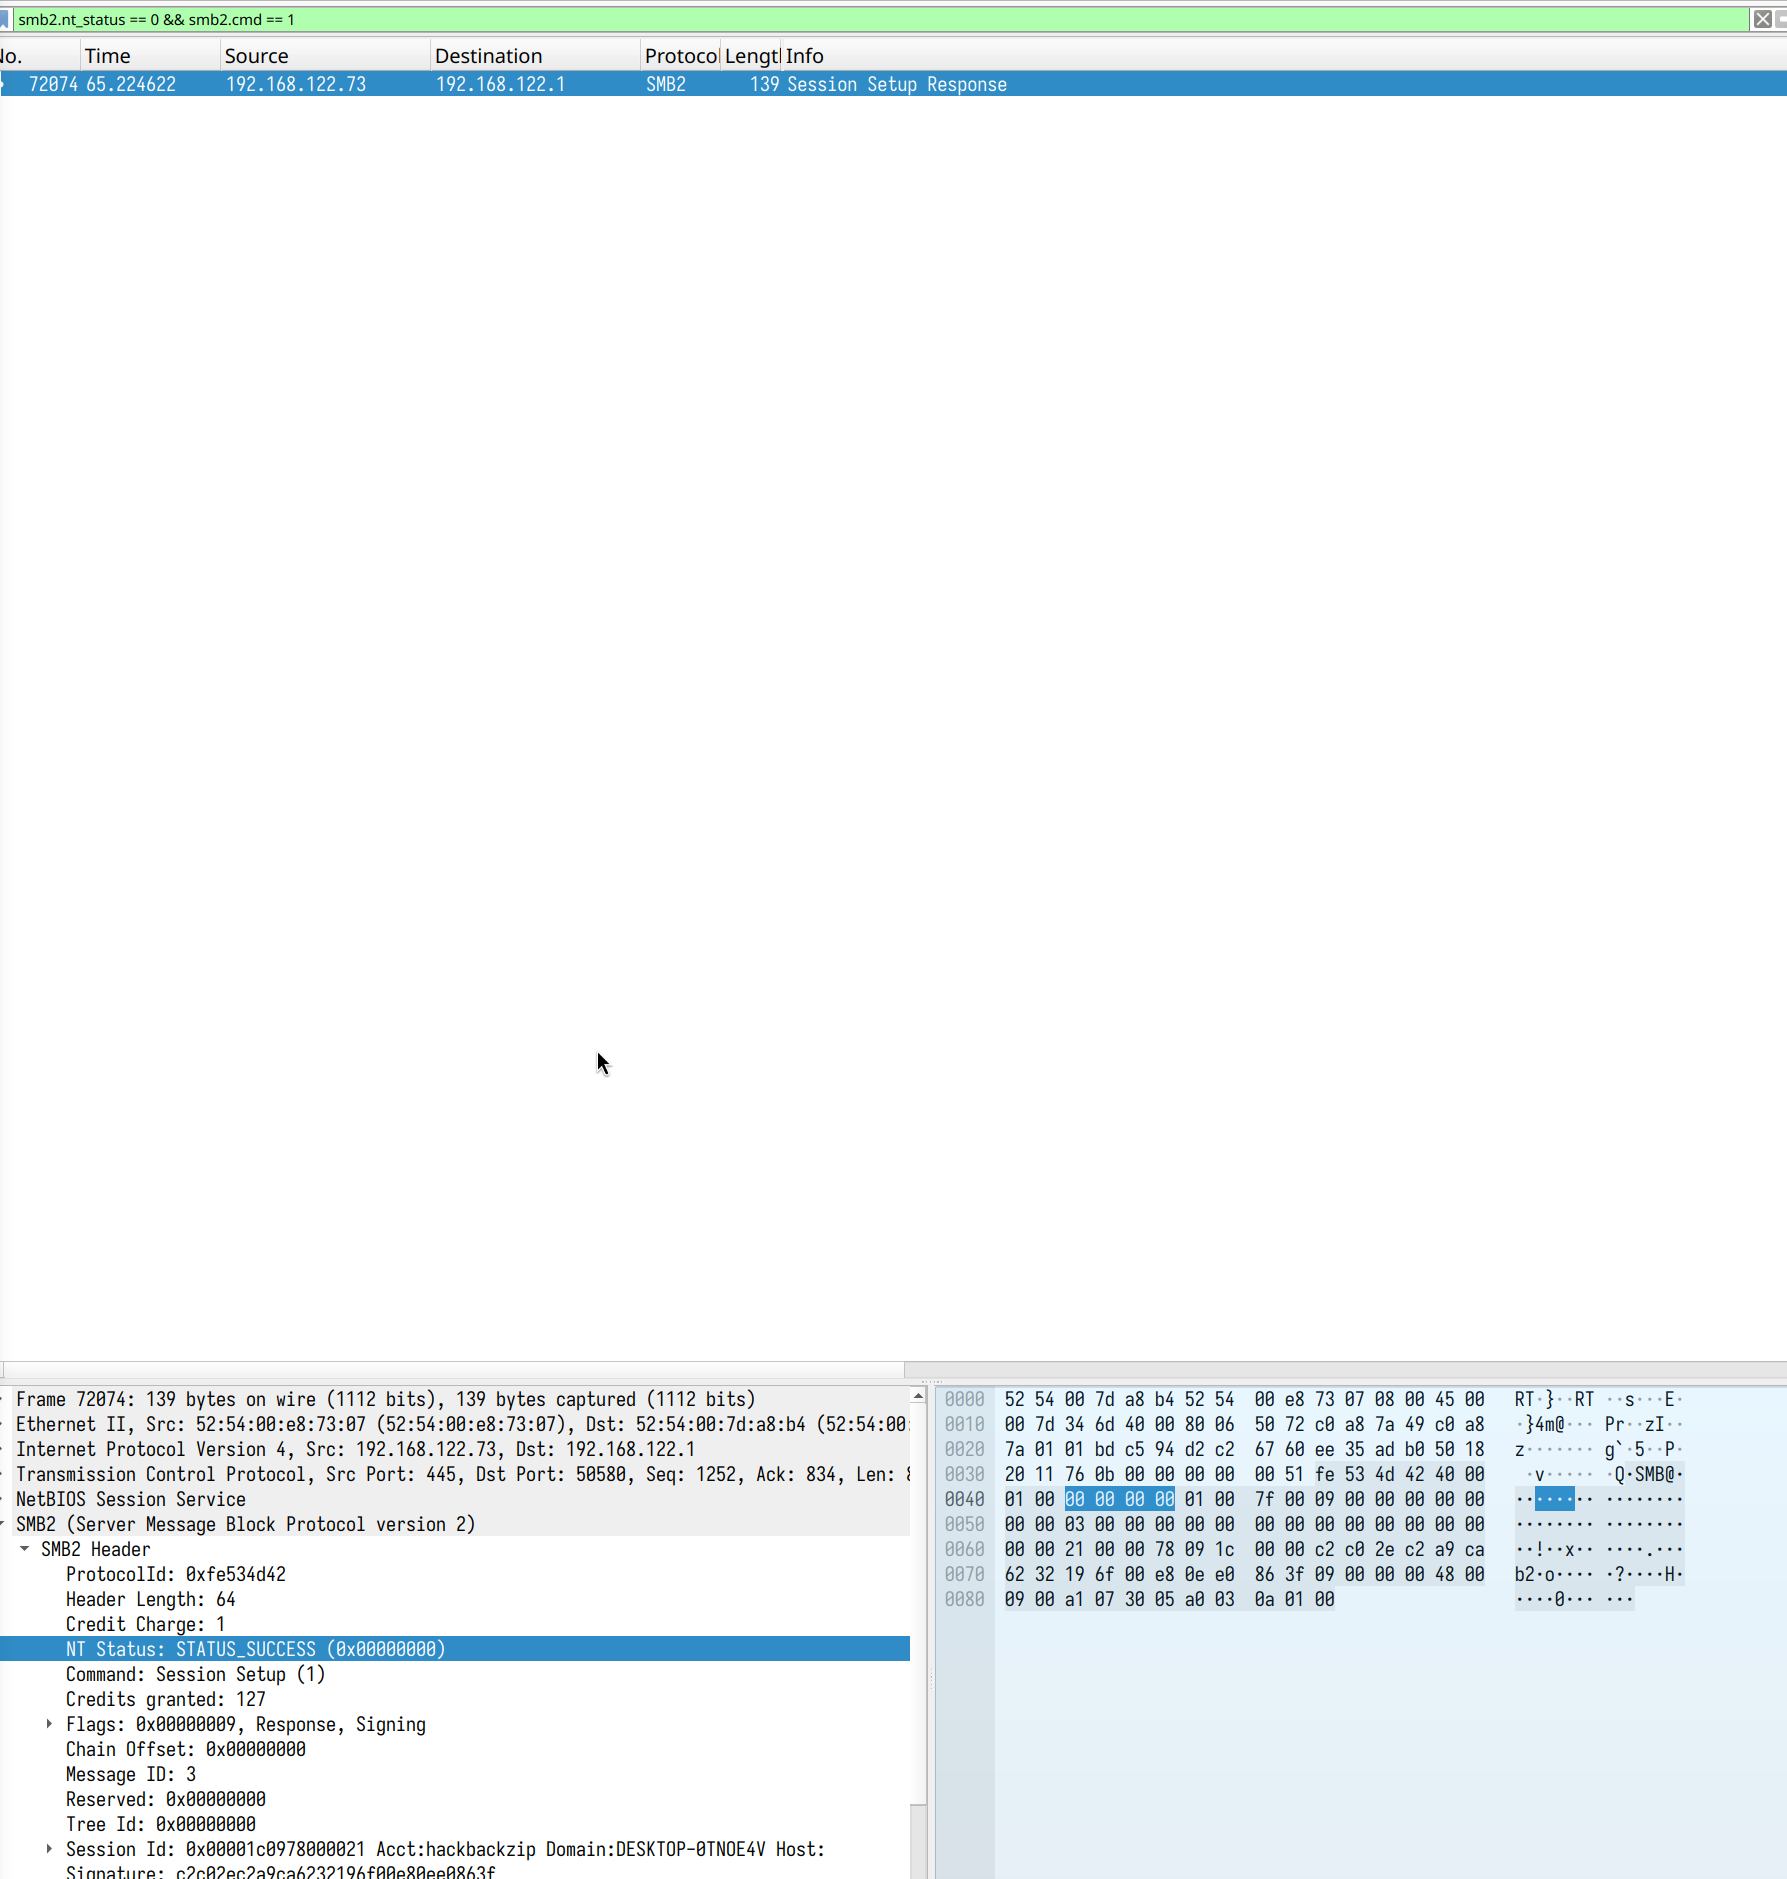 smb2.nt_status == 0 && smb2.cmd == 1
No. Time Source Destination Protocol Length Info
72074 65.224622 192.168.122.73 192.168.122.1 SMB2 139 Session Setup Response
Frame 72074: 139 bytes on wire (1112 bits), 139 bytes captured (1112 bits)
Ethernet II, Src: 52:54:00:e8:73:07 (52:54:00:e8:73:07), Dst: 52:54:00:7d:a8:b4 (52:54:00:
Internet Protocol Version 4, Src: 192.168.122.73, Dst: 192.168.122.1
Transmission Control Protocol, Src Port: 445, Dst Port: 50580, Seq: 1252, Ack: 834, Len: 8
NetBIOS Session Service
SMB2 (Server Message Block Protocol version 2)
SMB2 Header
ProtocolId: 0xfe534d42
Header Length: 64
Credit Charge: 1
NT Status: STATUS_SUCCESS (0x00000000)
Command: Session Setup (1)
Credits granted: 127
Flags: 0x00000009, Response, Signing
Chain Offset: 0x00000000
Message ID: 3
Reserved: 0x00000000
Tree Id: 0x00000000
Session Id: 0x00001c0978000021 Acct:hackbackzip Domain:DESKTOP-0TNOE4V Host:
Signature: c2c02ec2a9ca6232196f00e80ee0863f
0000 52 54 00 7d a8 b4 52 54 00 e8 73 07 08 00 45 00 RT·}··RT ··s···E·
0010 00 7d 34 6d 40 00 80 06 50 72 c0 a8 7a 49 c0 a8 ·}4m@··· Pr··zI··
0020 7a 01 01 bd c5 94 d2 c2 67 60 ee 35 ad b0 50 18 z······· g`·5··P·
0030 20 11 76 0b 00 00 00 00 00 51 fe 53 4d 42 40 00 ·v····· ·Q·SMB@·
0040 01 00 00 00 00 00 01 00 7f 00 09 00 00 00 00 00 ········ ········
0050 00 00 03 00 00 00 00 00 00 00 00 00 00 00 00 00 ········ ········
0060 00 00 21 00 00 78 09 1c 00 00 c2 c0 2e c2 a9 ca ··!··x·· ····.···
0070 62 32 19 6f 00 e8 0e e0 86 3f 09 00 00 00 48 00 b2·o···· ·?····H·
0080 09 00 a1 07 30 05 a0 03 0a 01 00 ····0··· ···